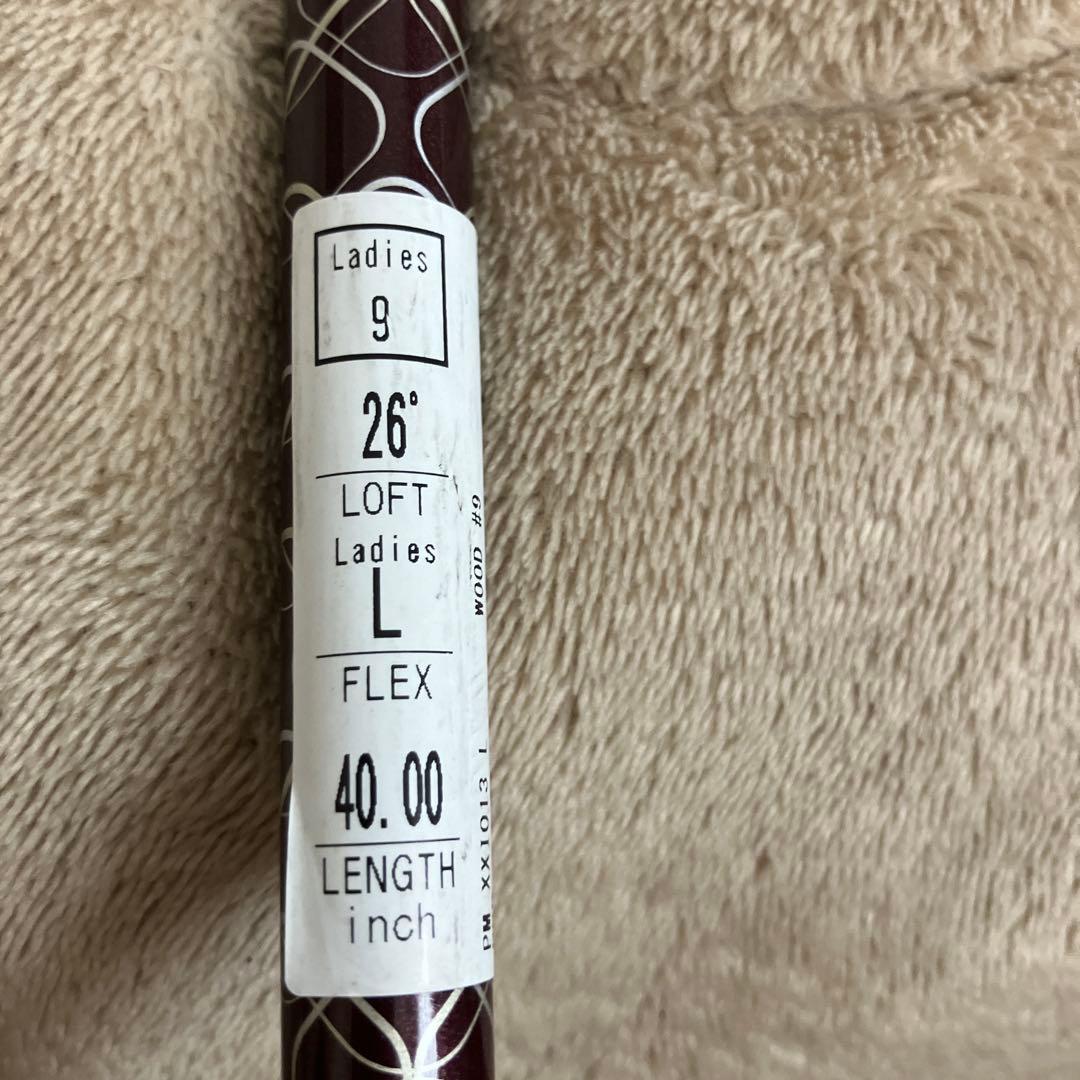 Ladies
9
26°
LOFT
Ladies
L
FLEX
40.00
LENGTH
inch
PM XX1013 WOOD #9